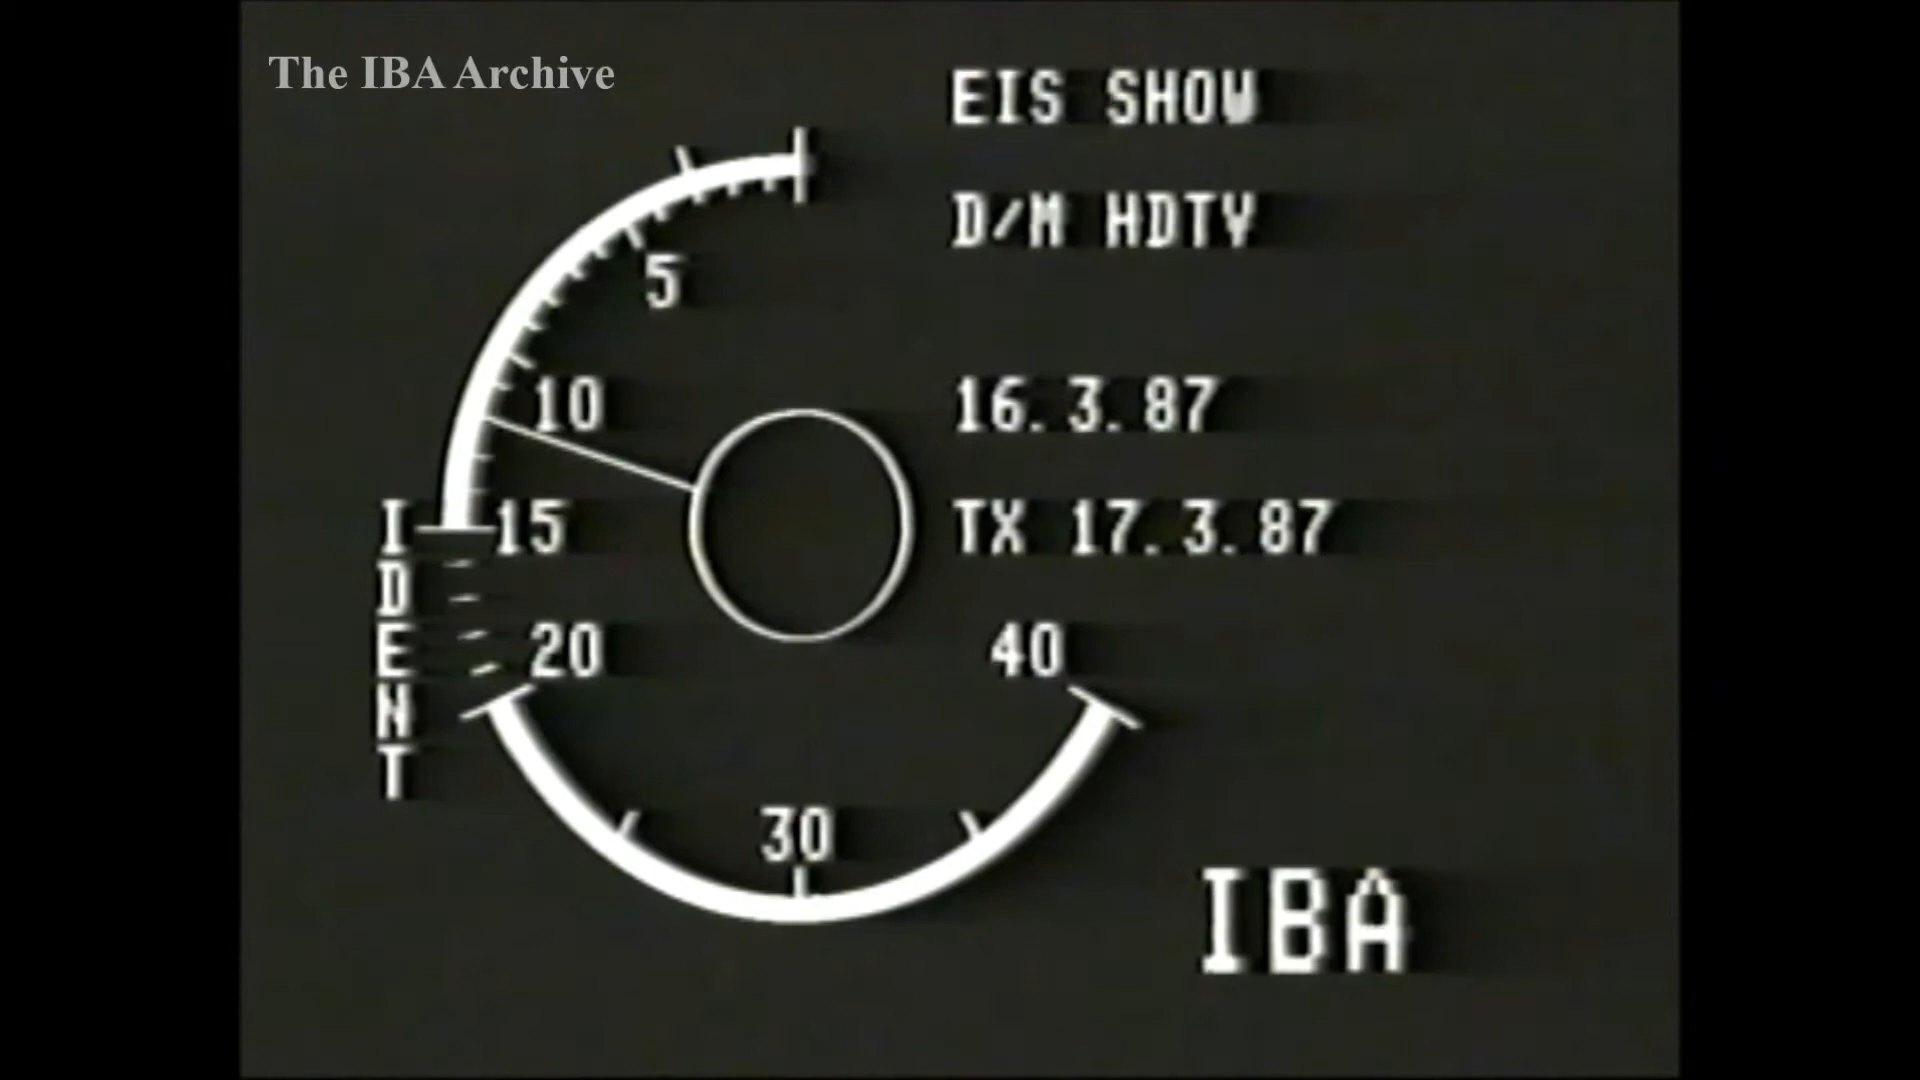 The IBA Archive
EIS SHOW
D/M HDTV
5
10
16.3.87
15
TX 17.3.87
IDENT
20
40
30
IBA